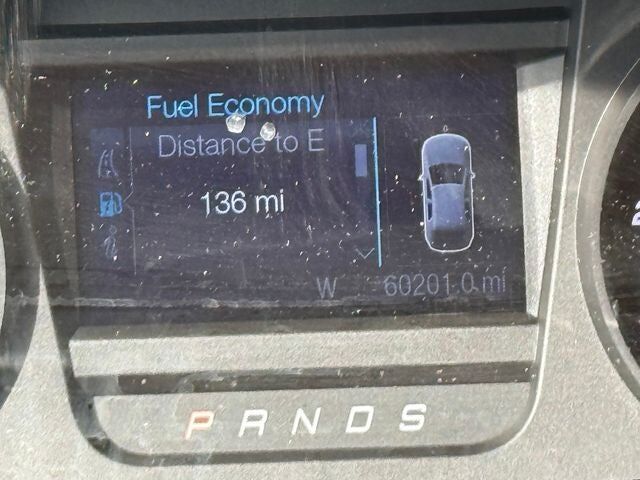 Fuel Economy
Distance to E
136 mi
W 60201.0 mi
P R N D S